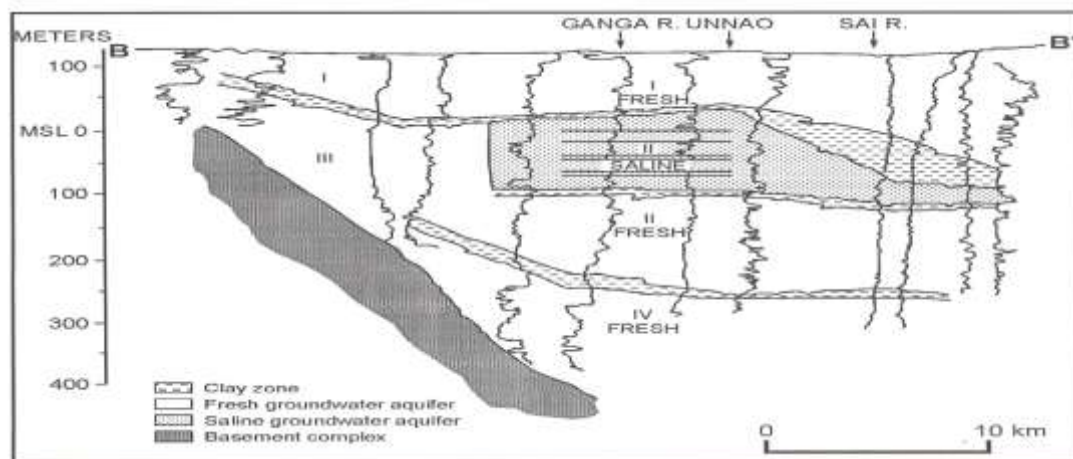 GANGA R. UNNAO SAI R.
METERS
B B'
100
I
I
FRESH
MSL 0
II
SALINE
III
100
II
FRESH
200
300
IV
FRESH
400
Clay zone
Fresh groundwater aquifer
Saline groundwater aquifer
Basement complex
0 10 km